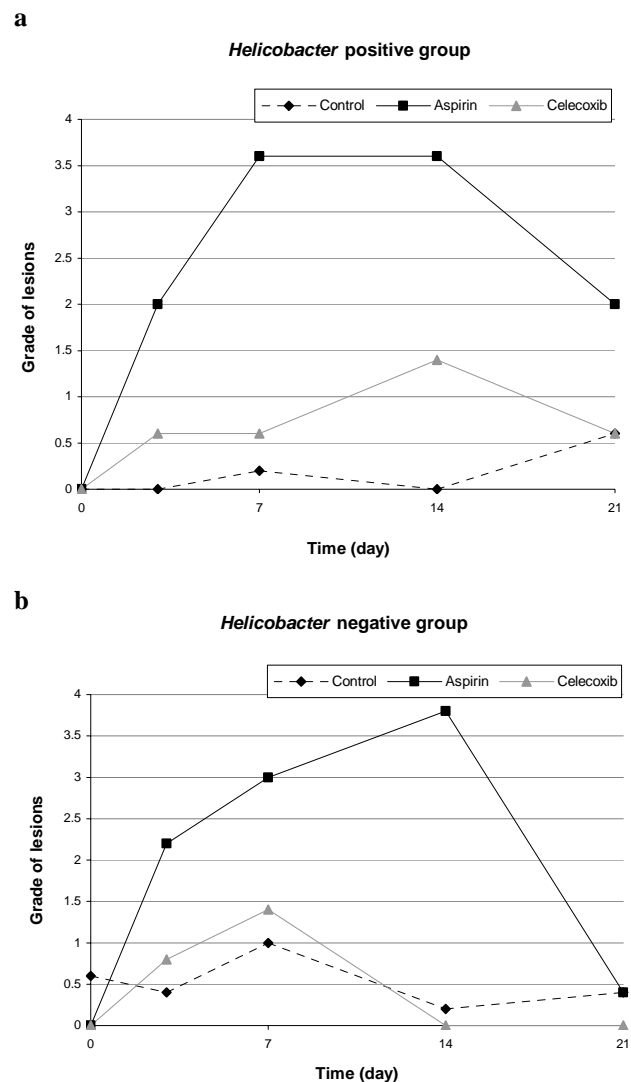 a
Helicobacter positive group
Control Aspirin Celecoxib
4
3.5
3
2.5
2
1.5
1
0.5
0
Grade of lesions
0 7 14 21
Time (day)
b
Helicobacter negative group
Control Aspirin Celecoxib
4
3.5
3
2.5
2
1.5
1
0.5
0
Grade of lesions
0 7 14 21
Time (day)